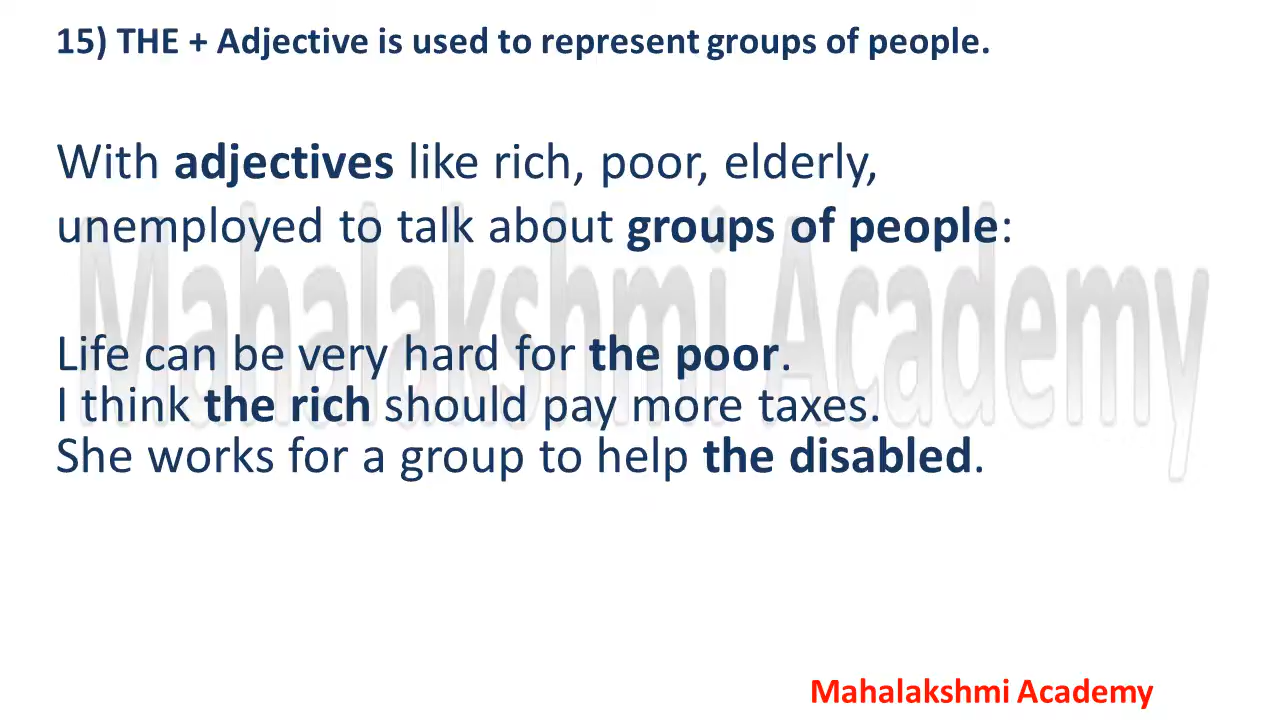 15) THE + Adjective is used to represent groups of people.
With adjectives like rich, poor, elderly,
unemployed to talk about groups of people:
Mahalakshmi Academy
Life can be very hard for the poor.
I think the rich should pay more taxes.
She works for a group to help the disabled.
Mahalakshmi Academy